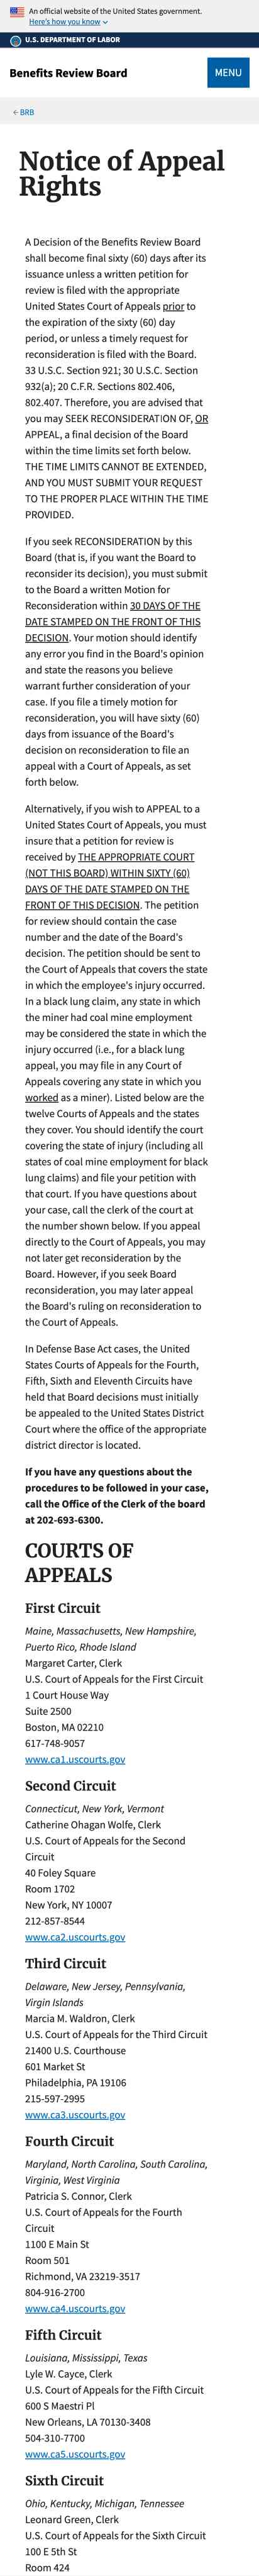 An official website of the United States government.
Here's how you know
U.S. DEPARTMENT OF LABOR
Benefits Review Board
MENU
← BRB
Notice of Appeal
Rights
A Decision of the Benefits Review Board
shall become final sixty (60) days after its
issuance unless a written petition for
review is filed with the appropriate
United States Court of Appeals prior to
the expiration of the sixty (60) day
period, or unless a timely request for
reconsideration is filed with the Board.
33 U.S.C. Section 921; 30 U.S.C. Section
932(a); 20 C.F.R. Sections 802.406,
802.407. Therefore, you are advised that
you may SEEK RECONSIDERATION OF, OR
APPEAL, a final decision of the Board
within the time limits set forth below.
THE TIME LIMITS CANNOT BE EXTENDED,
AND YOU MUST SUBMIT YOUR REQUEST
TO THE PROPER PLACE WITHIN THE TIME
PROVIDED.
If you seek RECONSIDERATION by this
Board (that is, if you want the Board to
reconsider its decision), you must submit
to the Board a written Motion for
Reconsideration within 30 DAYS OF THE
DATE STAMPED ON THE FRONT OF THIS
DECISION. Your motion should identify
any error you find in the Board's opinion
and state the reasons you believe
warrant further consideration of your
case. If you file a timely motion for
reconsideration, you will have sixty (60)
days from issuance of the Board's
decision on reconsideration to file an
appeal with a Court of Appeals, as set
forth below.
Alternatively, if you wish to APPEAL to a
United States Court of Appeals, you must
insure that a petition for review is
received by THE APPROPRIATE COURT
(NOT THIS BOARD) WITHIN SIXTY (60)
DAYS OF THE DATE STAMPED ON THE
FRONT OF THIS DECISION. The petition
for review should contain the case
number and the date of the Board's
decision. The petition should be sent to
the Court of Appeals that covers the state
in which the employee's injury occurred.
In a black lung claim, any state in which
the miner had coal mine employment
may be considered the state in which the
injury occurred (i.e., for a black lung
appeal, you may file in any Court of
Appeals covering any state in which you
worked as a miner). Listed below are the
twelve Courts of Appeals and the states
they cover. You should identify the court
covering the state of injury (including all
states of coal mine employment for black
lung claims) and file your petition with
that court. If you have questions about
your case, call the clerk of the court at
the number shown below. If you appeal
directly to the Court of Appeals, you may
not later get reconsideration by the
Board. However, if you seek Board
reconsideration, you may later appeal
the Board's ruling on reconsideration to
the Court of Appeals.
In Defense Base Act cases, the United
States Courts of Appeals for the Fourth,
Fifth, Sixth and Eleventh Circuits have
held that Board decisions must initially
be appealed to the United States District
Court where the office of the appropriate
district director is located.
If you have any questions about the
procedures to be followed in your case,
call the Office of the Clerk of the board
at 202-693-6300.
COURTS OF
APPEALS
First Circuit
Maine, Massachusetts, New Hampshire,
Puerto Rico, Rhode Island
Margaret Carter, Clerk
U.S. Court of Appeals for the First Circuit
1 Court House Way
Suite 2500
Boston, MA 02210
617-748-9057
www.ca1.uscourts.gov
Second Circuit
Connecticut, New York, Vermont
Catherine Ohagan Wolfe, Clerk
U.S. Court of Appeals for the Second
Circuit
40 Foley Square
Room 1702
New York, NY 10007
212-857-8544
www.ca2.uscourts.gov
Third Circuit
Delaware, New Jersey, Pennsylvania,
Virgin Islands
Marcia M. Waldron, Clerk
U.S. Court of Appeals for the Third Circuit
21400 U.S. Courthouse
601 Market St
Philadelphia, PA 19106
215-597-2995
www.ca3.uscourts.gov
Fourth Circuit
Maryland, North Carolina, South Carolina,
Virginia, West Virginia
Patricia S. Connor, Clerk
U.S. Court of Appeals for the Fourth
Circuit
1100 E Main St
Room 501
Richmond, VA 23219-3517
804-916-2700
www.ca4.uscourts.gov
Fifth Circuit
Louisiana, Mississippi, Texas
Lyle W. Cayce, Clerk
U.S. Court of Appeals for the Fifth Circuit
600 S Maestri Pl
New Orleans, LA 70130-3408
504-310-7700
www.ca5.uscourts.gov
Sixth Circuit
Ohio, Kentucky, Michigan, Tennessee
Leonard Green, Clerk
U.S. Court of Appeals for the Sixth Circuit
100 E 5th St
Room 424